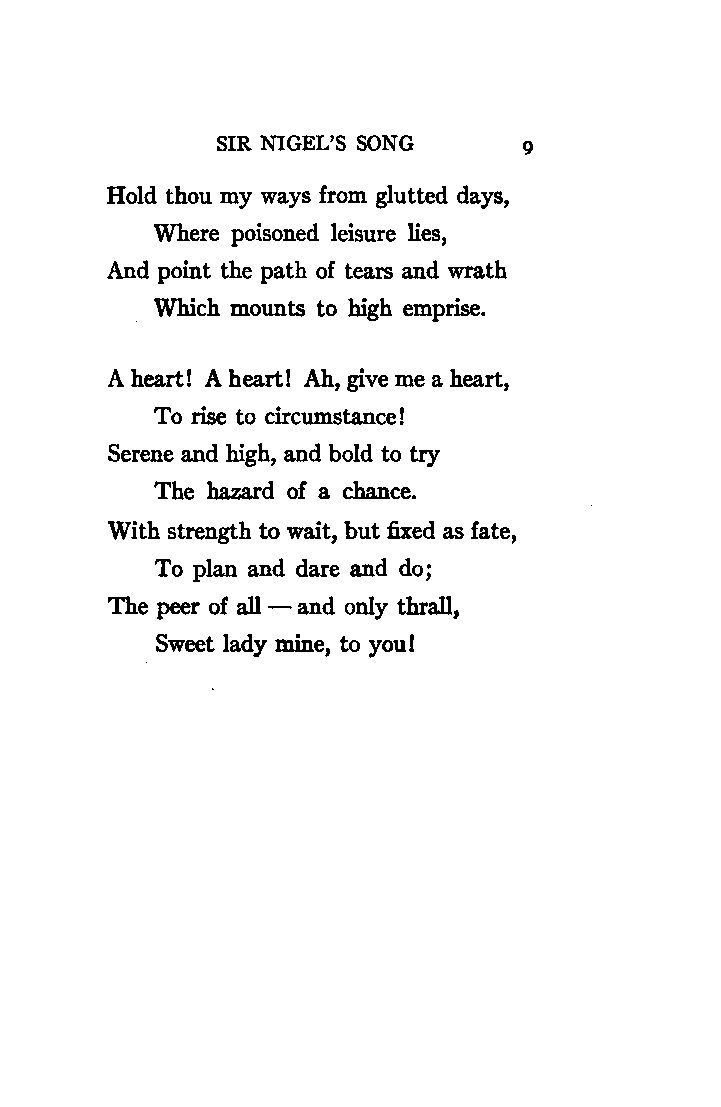 SIR NIGEL'S SONG 9
Hold thou my ways from glutted days,
Where poisoned leisure lies,
And point the path of tears and wrath
Which mounts to high emprise.
A heart! A heart! Ah, give me a heart,
To rise to circumstance!
Serene and high, and bold to try
The hazard of a chance.
With strength to wait, but fixed as fate,
To plan and dare and do;
The peer of all — and only thrall,
Sweet lady mine, to you!